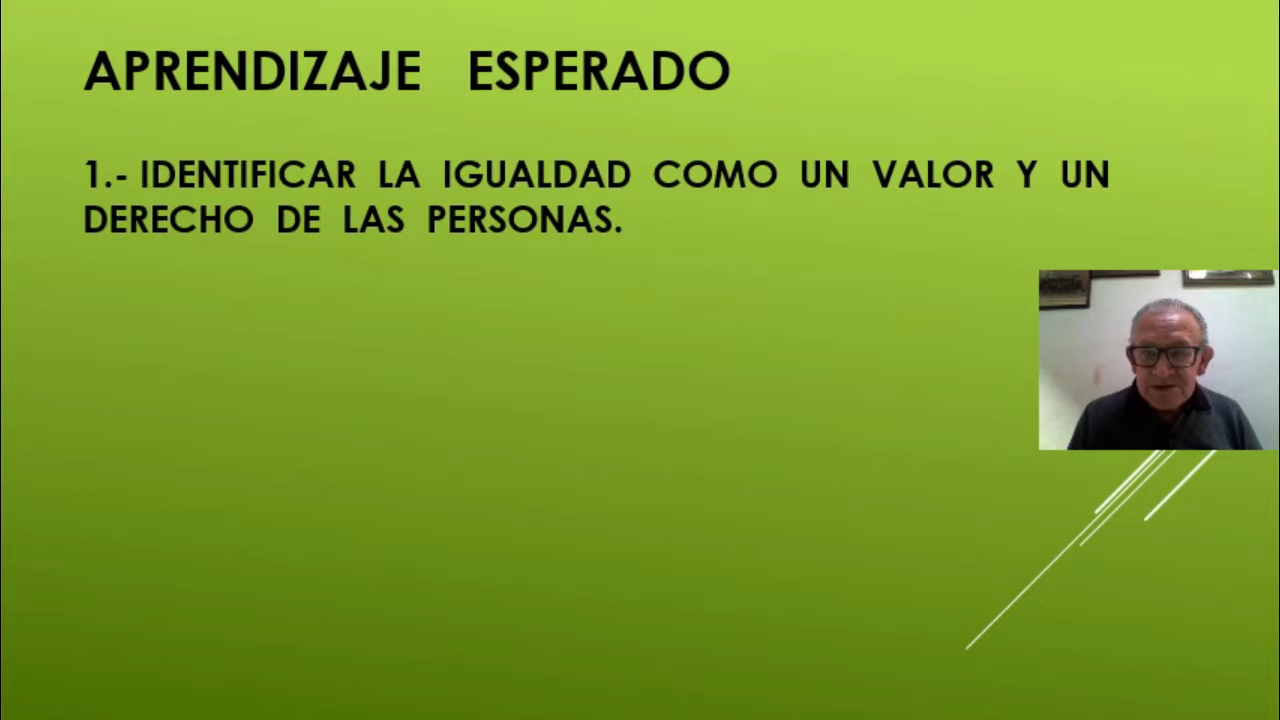 APRENDIZAJE ESPERADO
1.- IDENTIFICAR LA IGUALDAD COMO UN VALOR Y UN
DERECHO DE LAS PERSONAS.